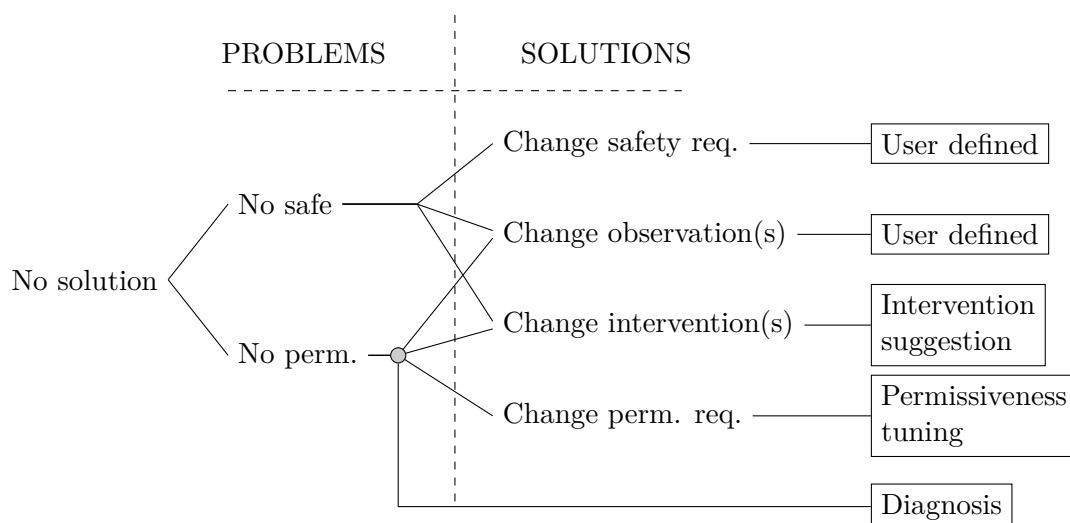 PROBLEMS
SOLUTIONS
Change safety req.
User defined
No safe
Change observation(s)
User defined
No solution
Change intervention(s)
Intervention
suggestion
No perm.
Change perm. req.
Permissiveness
tuning
Diagnosis